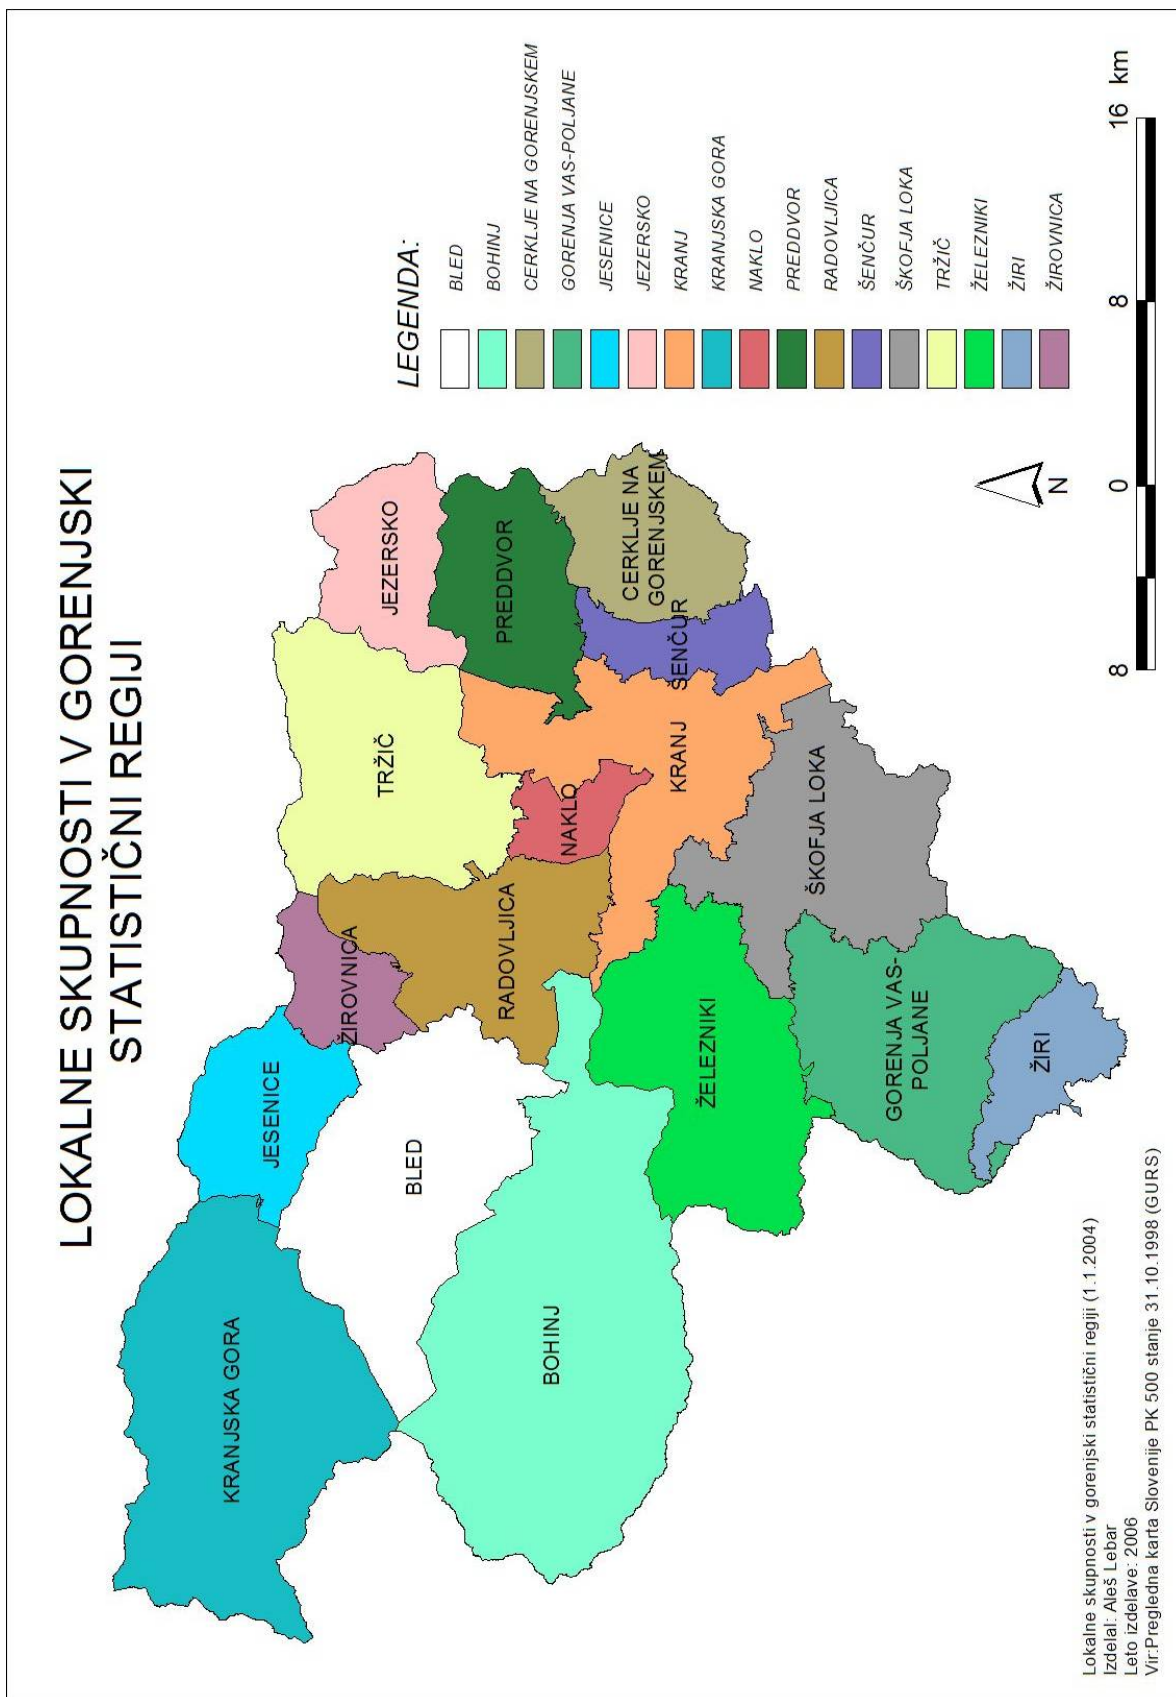 LOKALNE SKUPNOSTI V GORENJSKI
STATISTIČNI REGIJI
KRANJSKA GORA
JESENICE
ŽIROVNICA
TRŽIČ
JEZERSKO
BLED
RADOVLJICA
NAKLO
PREDDVOR
BOHINJ
KRANJ
ŠENČUR
CERKLJE NA
GORENJSKEM
ŽELEZNIKI
ŠKOFJA LOKA
GORENJA VAS-
POLJANE
ŽIRI
LEGENDA:
BLED
BOHINJ
CERKLJE NA GORENJSKEM
GORENJA VAS-POLJANE
JESENICE
JEZERSKO
KRANJ
KRANJSKA GORA
NAKLO
PREDDVOR
RADOVLJICA
ŠENČUR
ŠKOFJA LOKA
TRŽIČ
ŽELEZNIKI
ŽIRI
ŽIROVNICA
N
8 0 8 16 km
Lokalne skupnosti v gorenjski statistični regiji (1.1.2004)
Izdelal: Aleš Lebar
Leto izdelave: 2006
Vir:Pregledna karta Slovenije PK 500 stanje 31.10.1998 (GURS)